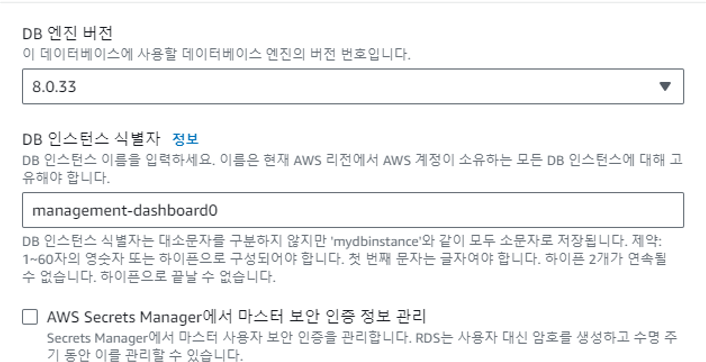 DB 엔진 버전
이 데이터베이스에 사용할 데이터베이스 엔진의 버전 번호입니다.
8.0.33
DB 인스턴스 식별자 정보
DB 인스턴스 이름을 입력하세요. 이름은 현재 AWS 리전에서 AWS 계정이 소유하는 모든 DB 인스턴스에 대해 고
유해야 합니다.
management-dashboard0
DB 인스턴스 식별자는 대소문자를 구분하지 않지만 'mydbinstance'와 같이 모두 소문로 저장됩니다. 제약:
1~60자의 영숫자 또는 하이픈으로 구성되어야 합니다. 첫 번째 문자는 글자여야 합니다. 하이픈 2개가 연속될
수 없습니다. 하이픈으로 끝날 수 없습니다.
AWS Secrets Manager에서 마스터 보안 인증 정보 관리
Secrets Manager에서 마스터 사용자 보안 인증을 관리합니다. RDS는 사용자 대신 암호를 생성하고 수명 주
기 동안 이를 관리할 수 있습니다.